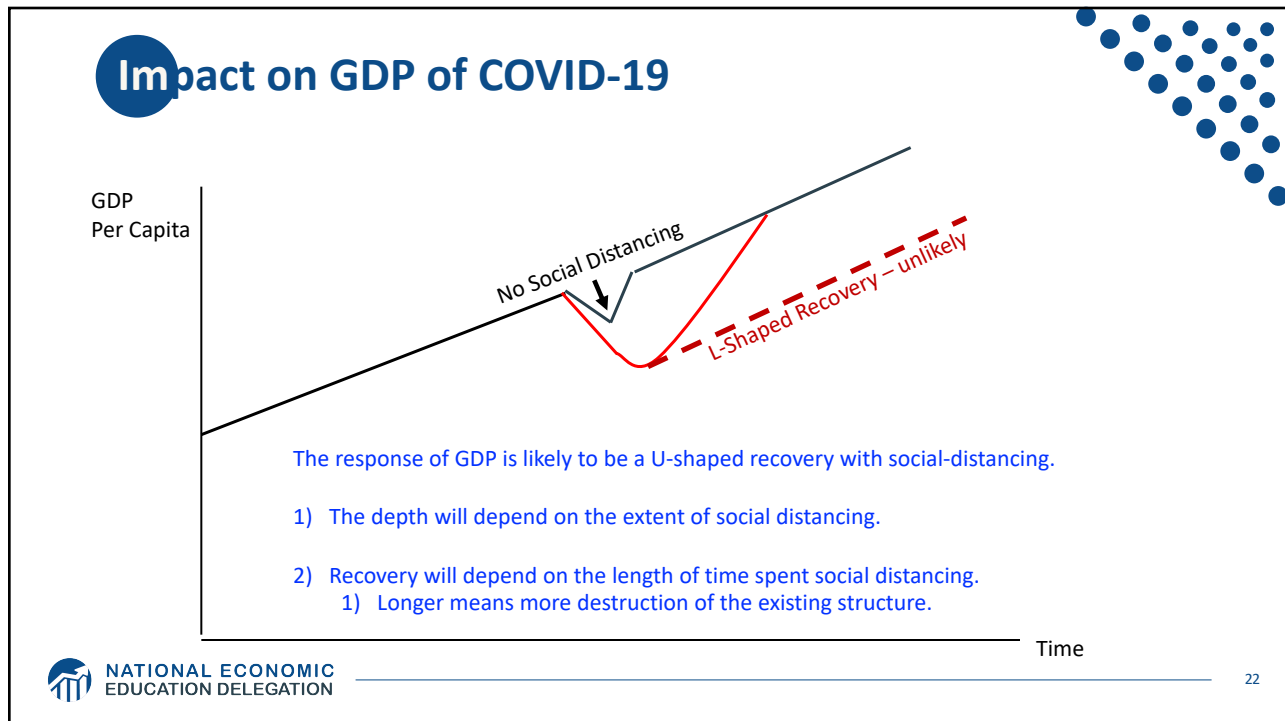 Impact on GDP of COVID-19
GDP
Per Capita
No Social Distancing
L-Shaped Recovery – unlikely
The response of GDP is likely to be a U-shaped recovery with social-distancing.
1) The depth will depend on the extent of social distancing.
2) Recovery will depend on the length of time spent social distancing.
1) Longer means more destruction of the existing structure.
Time
NATIONAL ECONOMIC
EDUCATION DELEGATION
22